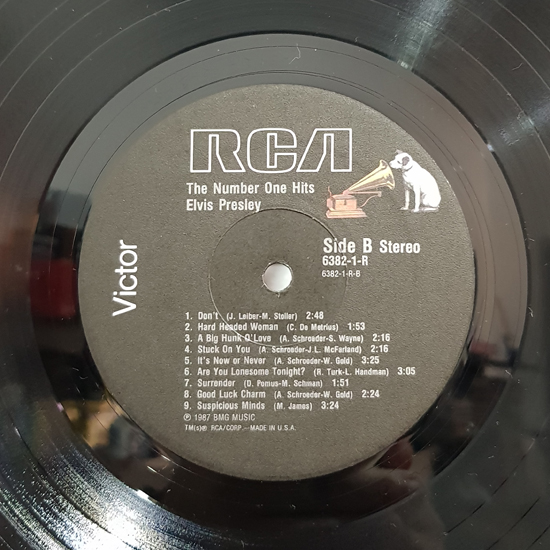 RCA
The Number One Hits
Elvis Presley
Victor
Side B Stereo
6382-1-R
6382-1-R-B
1. Don't (J. Leiber-M. Stoller) 2:48
2. Hard Headed Woman (C. De Metrius) 1:53
3. A Big Hunk O'Love (A. Schroeder-S. Wayne) 2:16
4. Stuck On You (A. Schroeder-J.L. McFarland) 2:16
5. It's Now or Never (A. Schroeder-W. Gold) 3:25
6. Are You Lonesome Tonight? (R. Turk-L. Handman) 3:05
7. Surrender (D. Pomus-M. Schman) 1:51
8. Good Luck Charm (A. Schroeder-W. Gold) 2:24
9. Suspicious Minds (M. James) 3:24
℗ 1987 BMG MUSIC
TM(s)® RCA/CORP.—MADE IN U.S.A.